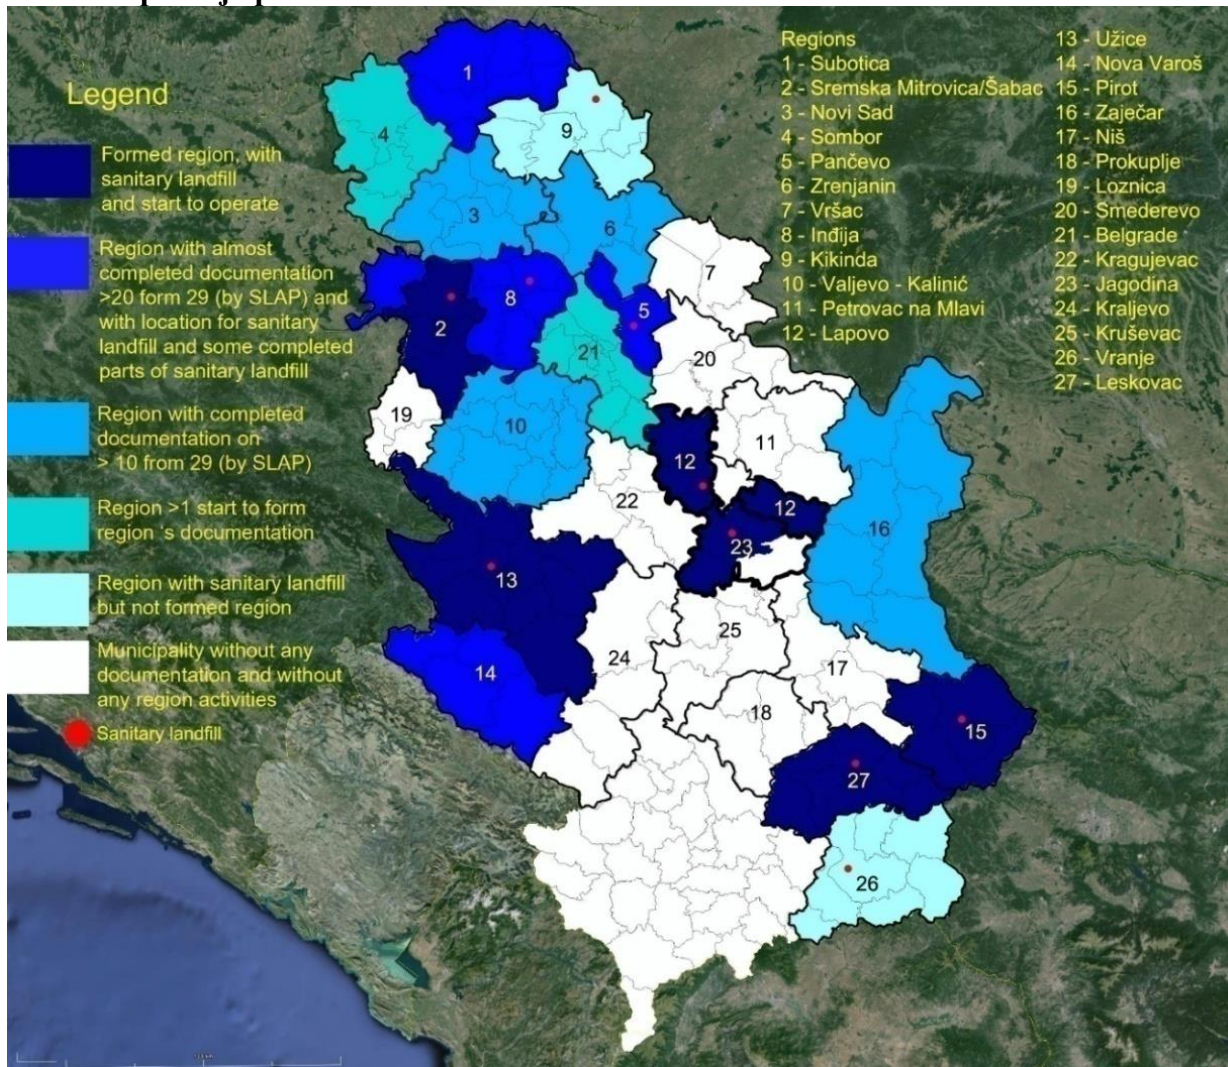 Legend
Formed region, with
sanitary landfill
and start to operate
Region with almost
completed documentation
>20 form 29 (by SLAP) and
with location for sanitary
landfill and some completed
parts of sanitary landfill
Region with completed
documentation on
> 10 from 29 (by SLAP)
Region >1 start to form
region 's documentation
Region with sanitary landfill
but not formed region
Municipality without any
documentation and without
any region activities
Sanitary landfill
Regions
1 - Subotica
2 - Sremska Mitrovica/Šabac
3 - Novi Sad
4 - Sombor
5 - Pančevo
6 - Zrenjanin
7 - Vršac
8 - Inđija
9 - Kikinda
10 - Valjevo - Kalinić
11 - Petrovac na Mlavi
12 - Lapovo
13 - Užice
14 - Nova Varoš
15 - Pirot
16 - Zaječar
17 - Niš
18 - Prokuplje
19 - Loznica
20 - Smederevo
21 - Belgrade
22 - Kragujevac
23 - Jagodina
24 - Kraljevo
25 - Kruševac
26 - Vranje
27 - Leskovac
1
4
9
3
6
7
8
5
2
21
20
19
10
11
12
22
12
16
23
13
25
24
17
14
18
15
27
26